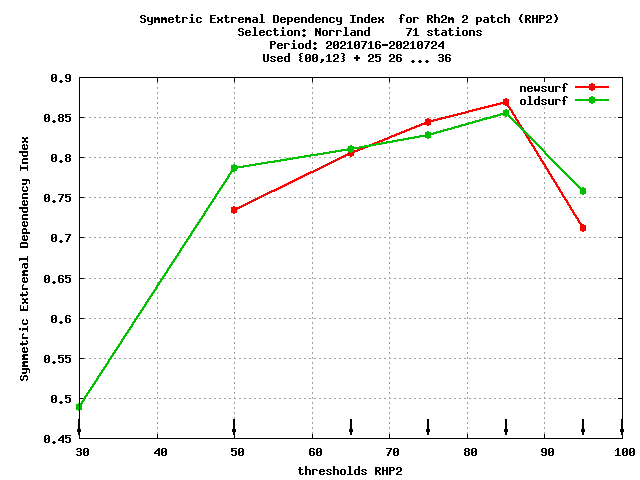 Symmetric Extremal Dependency Index  for Rh2m 2 patch (RHP2)
Selection: Norrland     71 stations
Period: 20210716-20210724
Used {00,12} + 25 26 ... 36
newsurf
oldsurf
Symmetric Extremal Dependency Index
0.9
0.85
0.8
0.75
0.7
0.65
0.6
0.55
0.5
0.45
30 40 50 60 70 80 90 100
thresholds RHP2